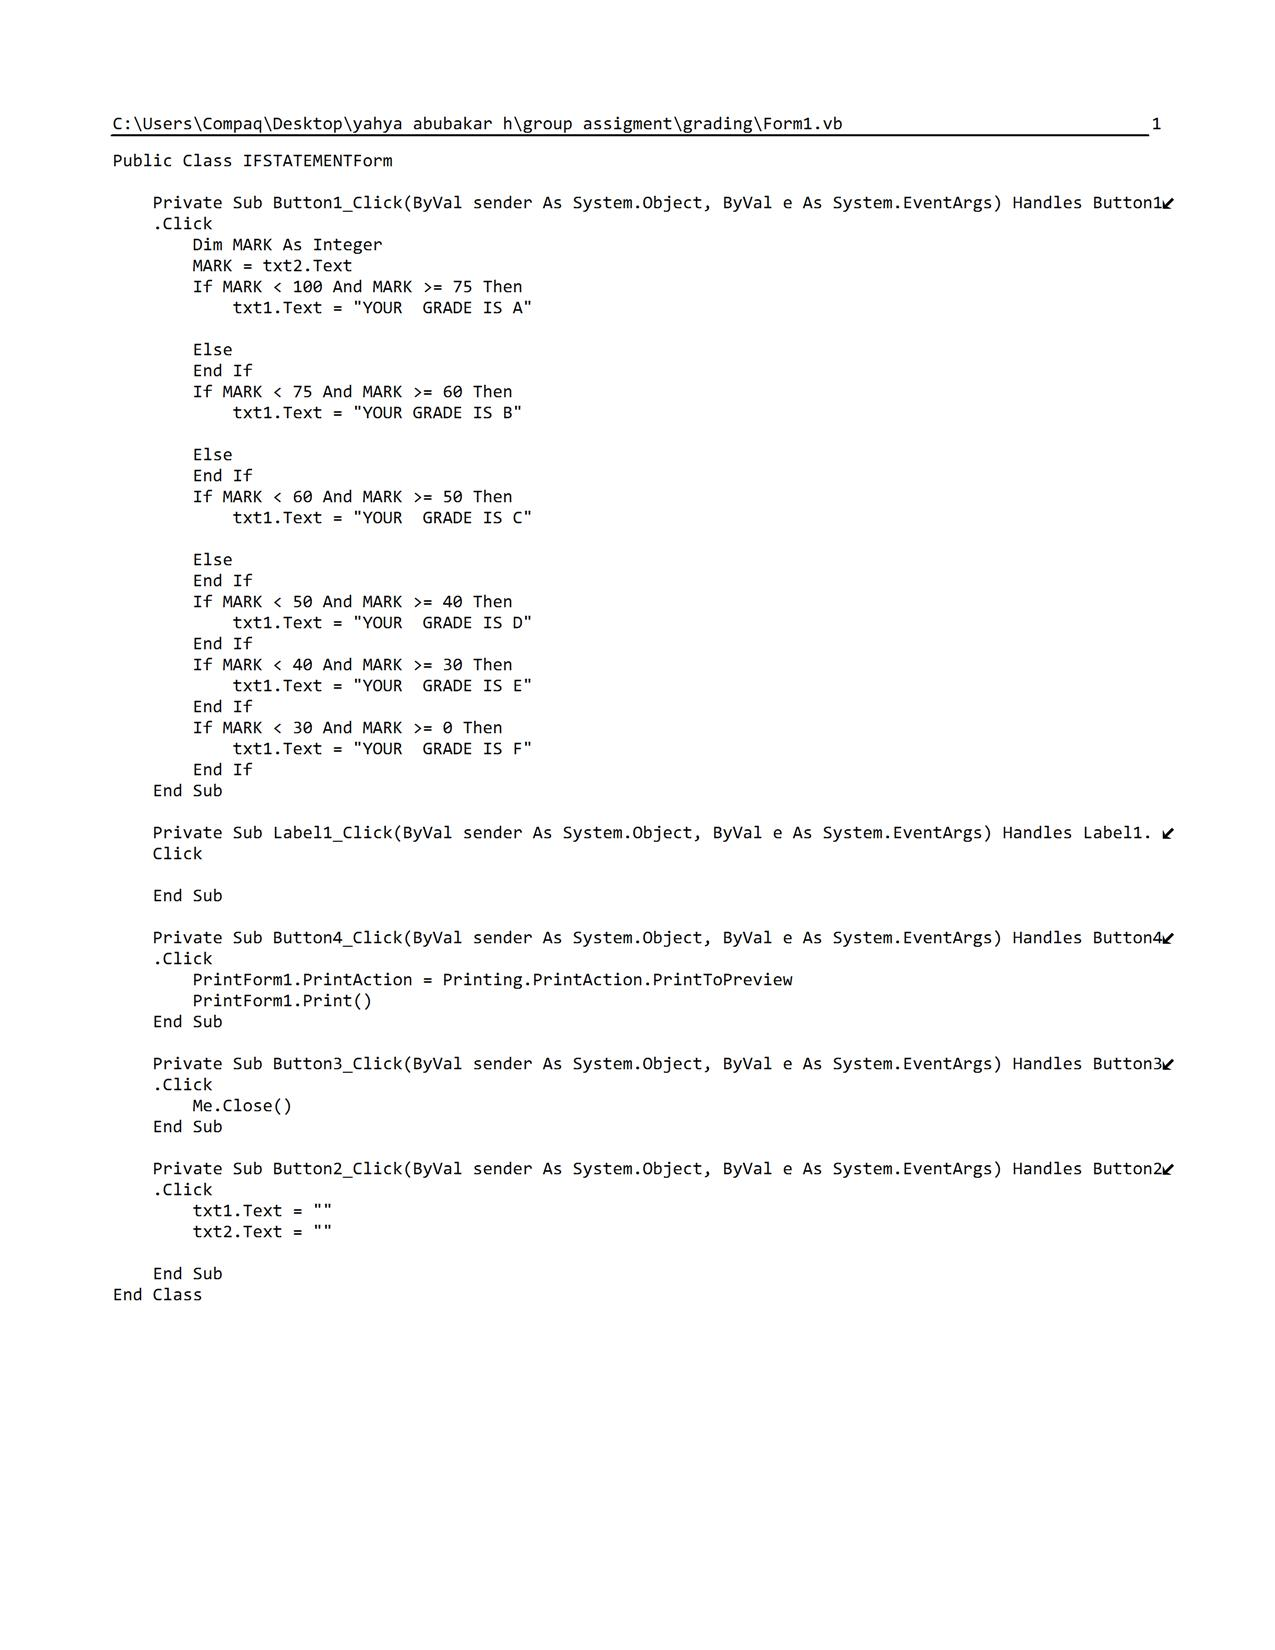 C:\Users\Compaq\Desktop\yahya abubakar h\group assigment\grading\Form1.vb 1
Public Class IFSTATEMENTForm
    Private Sub Button1_Click(ByVal sender As System.Object, ByVal e As System.EventArgs) Handles Button1↙
    .Click
        Dim MARK As Integer
        MARK = txt2.Text
        If MARK < 100 And MARK >= 75 Then
            txt1.Text = "YOUR  GRADE IS A"
        Else
        End If
        If MARK < 75 And MARK >= 60 Then
            txt1.Text = "YOUR GRADE IS B"
        Else
        End If
        If MARK < 60 And MARK >= 50 Then
            txt1.Text = "YOUR  GRADE IS C"
        Else
        End If
        If MARK < 50 And MARK >= 40 Then
            txt1.Text = "YOUR  GRADE IS D"
        End If
        If MARK < 40 And MARK >= 30 Then
            txt1.Text = "YOUR  GRADE IS E"
        End If
        If MARK < 30 And MARK >= 0 Then
            txt1.Text = "YOUR  GRADE IS F"
        End If
    End Sub
    Private Sub Label1_Click(ByVal sender As System.Object, ByVal e As System.EventArgs) Handles Label1. ↙
    Click
    End Sub
    Private Sub Button4_Click(ByVal sender As System.Object, ByVal e As System.EventArgs) Handles Button4↙
    .Click
        PrintForm1.PrintAction = Printing.PrintAction.PrintToPreview
        PrintForm1.Print()
    End Sub
    Private Sub Button3_Click(ByVal sender As System.Object, ByVal e As System.EventArgs) Handles Button3↙
    .Click
        Me.Close()
    End Sub
    Private Sub Button2_Click(ByVal sender As System.Object, ByVal e As System.EventArgs) Handles Button2↙
    .Click
        txt1.Text = ""
        txt2.Text = ""
    End Sub
End Class